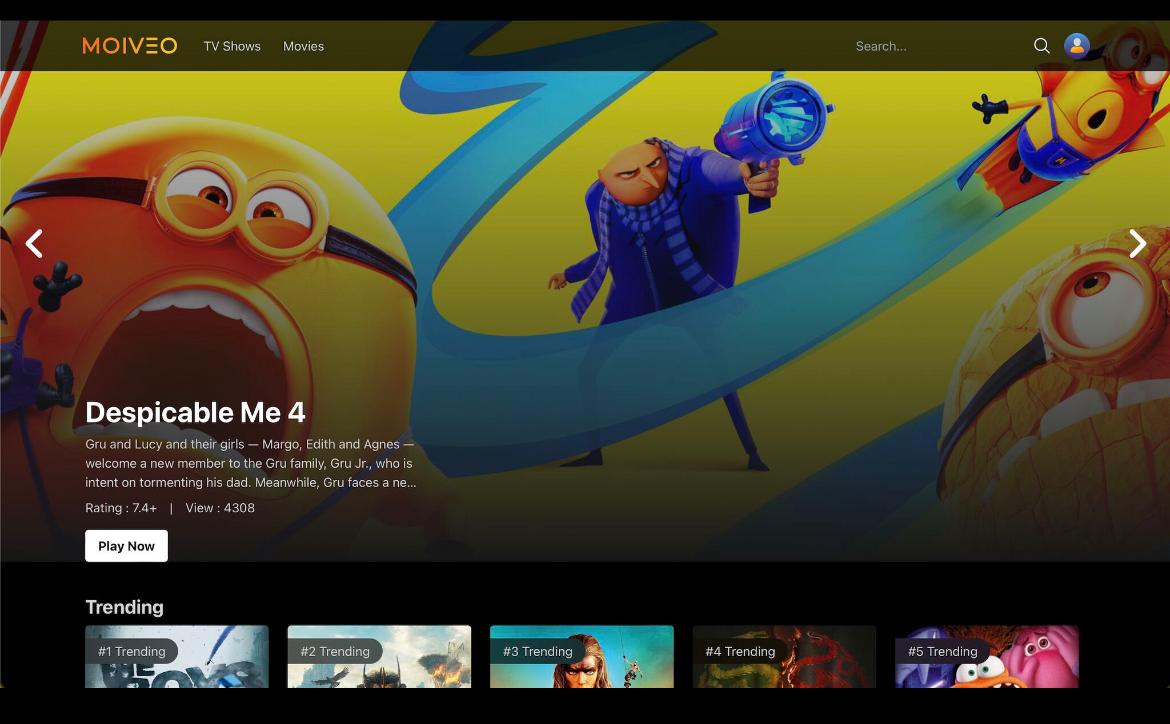 MOIVEO TV Shows Movies Search...
Despicable Me 4
Gru and Lucy and their girls — Margo, Edith and Agnes —
welcome a new member to the Gru family, Gru Jr., who is
intent on tormenting his dad. Meanwhile, Gru faces a ne...
Rating : 7.4+ | View : 4308
Play Now
Trending
#1 Trending #2 Trending #3 Trending #4 Trending #5 Trending
THE
BOYS